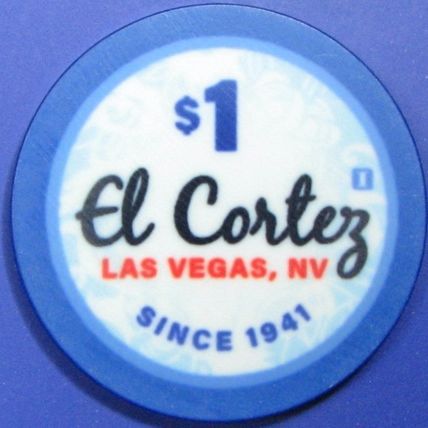 $1
El Cortez
LAS VEGAS, NV
SINCE 1941